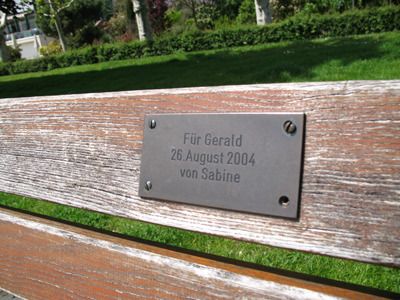 Für Gerald
26.August 2004
von Sabine